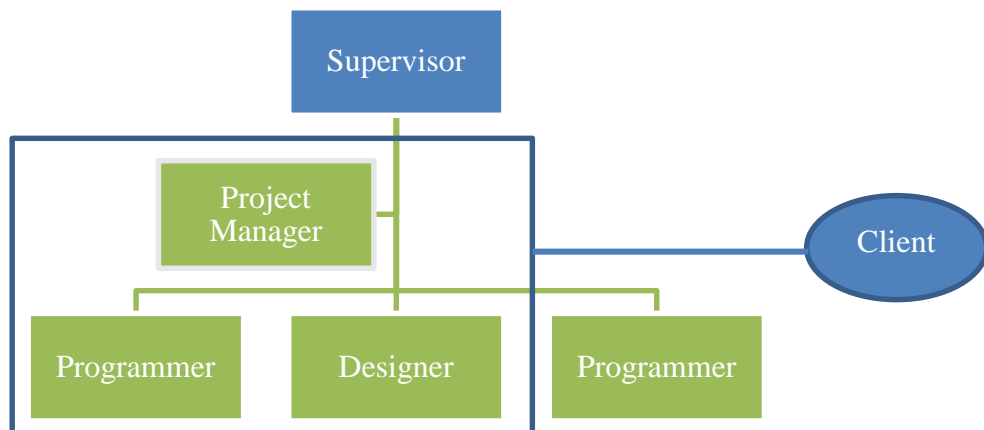 Supervisor
Project
Manager
Client
Programmer
Designer
Programmer